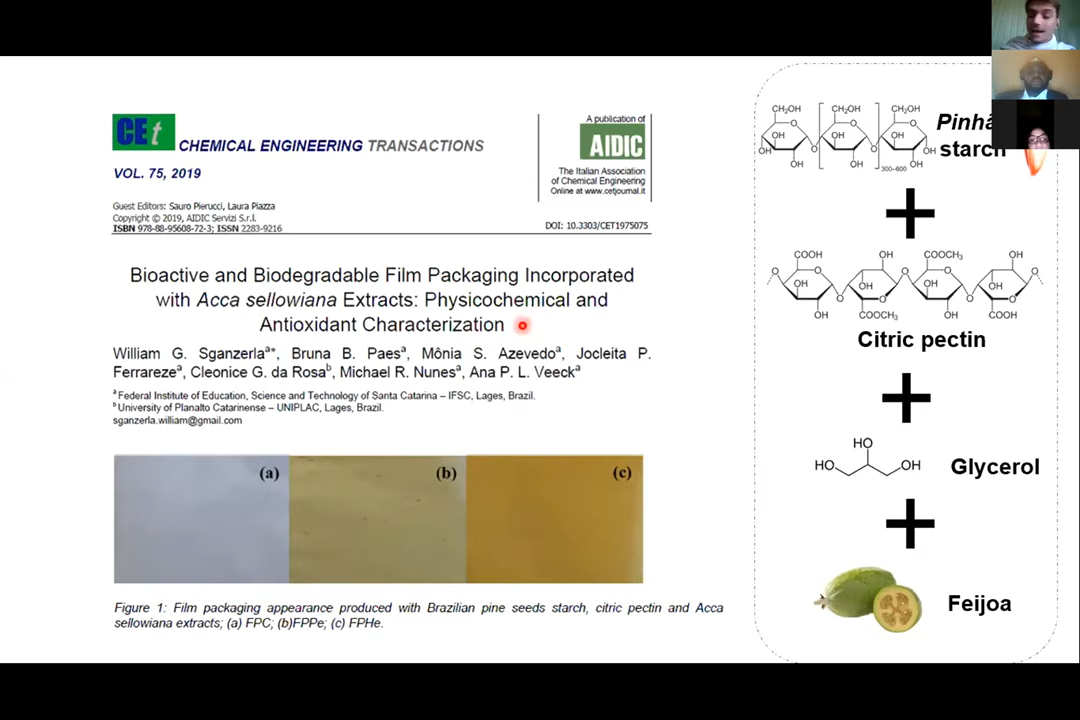 CEt
CHEMICAL ENGINEERING TRANSACTIONS
VOL. 75, 2019
A publication of
AIDIC
The Italian Association
of Chemical Engineering
Online at www.cetjournal.it
Guest Editors: Sauro Pierucci, Laura Piazza
Copyright © 2019, AIDIC Servizi S.r.l.
ISBN 978-88-95608-72-3; ISSN 2283-9216
DOI: 10.3303/CET1975075
Bioactive and Biodegradable Film Packaging Incorporated
with Acca sellowiana Extracts: Physicochemical and
Antioxidant Characterization
William G. Sganzerlaª*, Bruna B. Paesª, Mônia S. Azevedoª, Jocleita P.
Ferrarezeª, Cleonice G. da Rosaᵇ, Michael R. Nunesª, Ana P. L. Veeckª
ª Federal Institute of Education, Science and Technology of Santa Catarina – IFSC, Lages, Brazil.
ᵇ University of Planalto Catarinense – UNIPLAC, Lages, Brazil.
sganzerla.william@gmail.com
(a) (b) (c)
Figure 1: Film packaging appearance produced with Brazilian pine seeds starch, citric pectin and Acca
sellowiana extracts; (a) FPC; (b)FPPe; (c) FPHe.
CH₂OH CH₂OH CH₂OH
O O O
OH OH OH
OH O O OH
OH OH OH
300–600
starch
+
COOH OH COOCH₃ OH
O O O O O
OH OH OH OH
O O O O
OH COOCH₃ OH COOH
Citric pectin
+
HO
HO OH
Glycerol
+
Feijoa